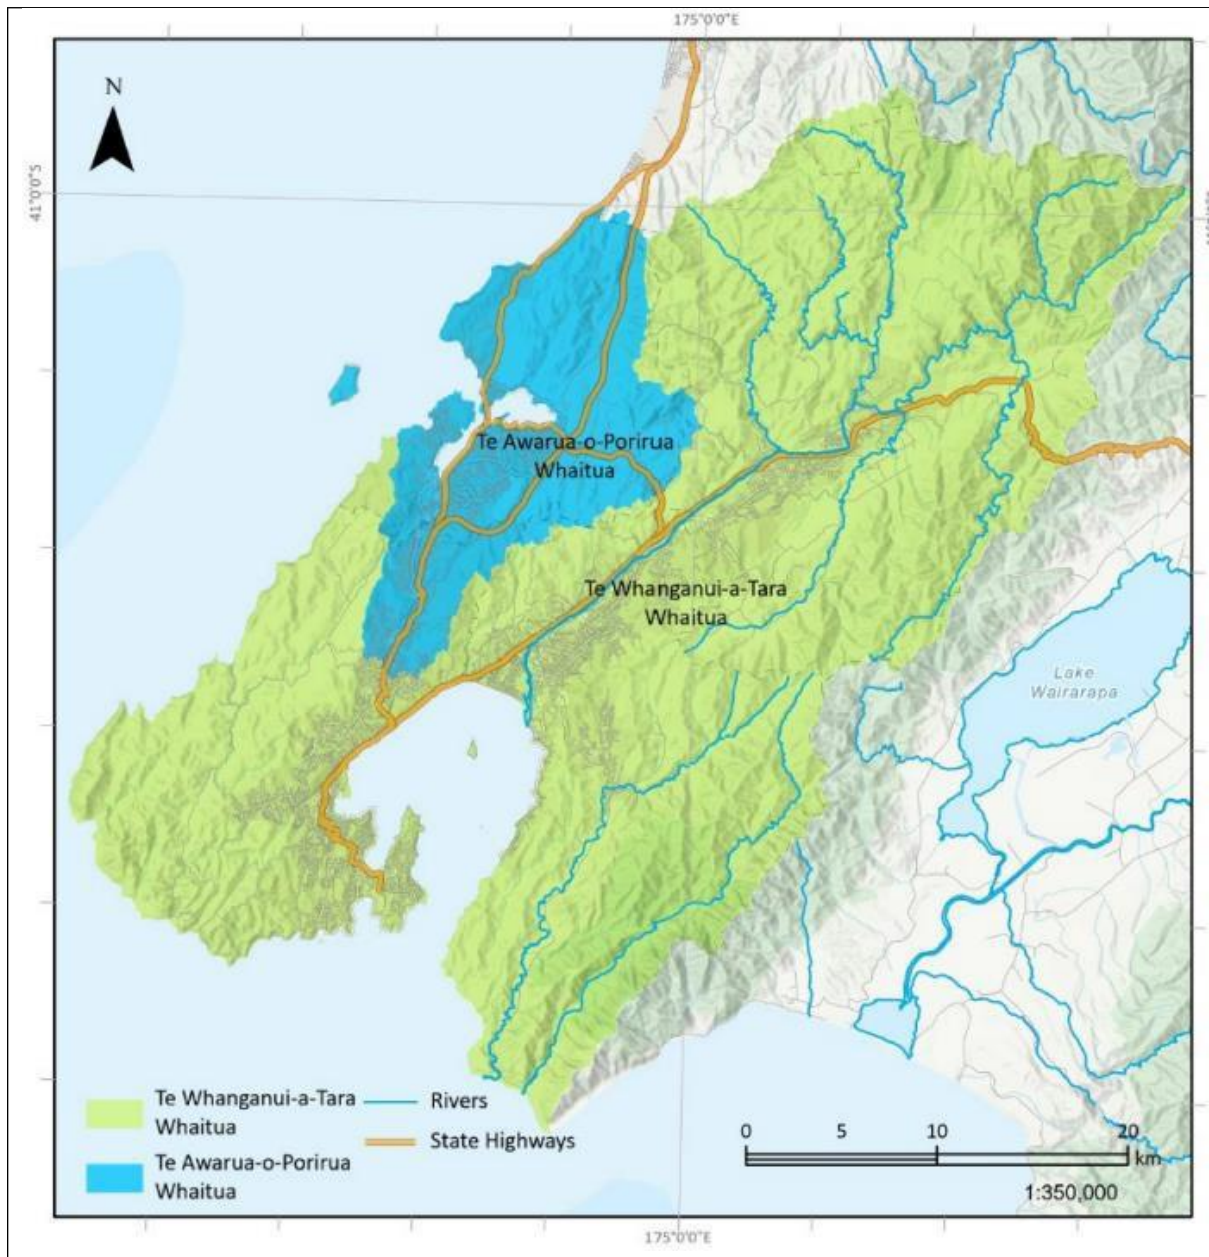 175°0'0"E
N
41°0'0"S
Te Awarua-o-Porirua
Whaitua
Te Whanganui-a-Tara
Whaitua
Lake
Wairarapa
Te Whanganui-a-Tara
Whaitua
Te Awarua-o-Porirua
Whaitua
Rivers
State Highways
0 5 10 20
km
1:350,000
175°0'0"E